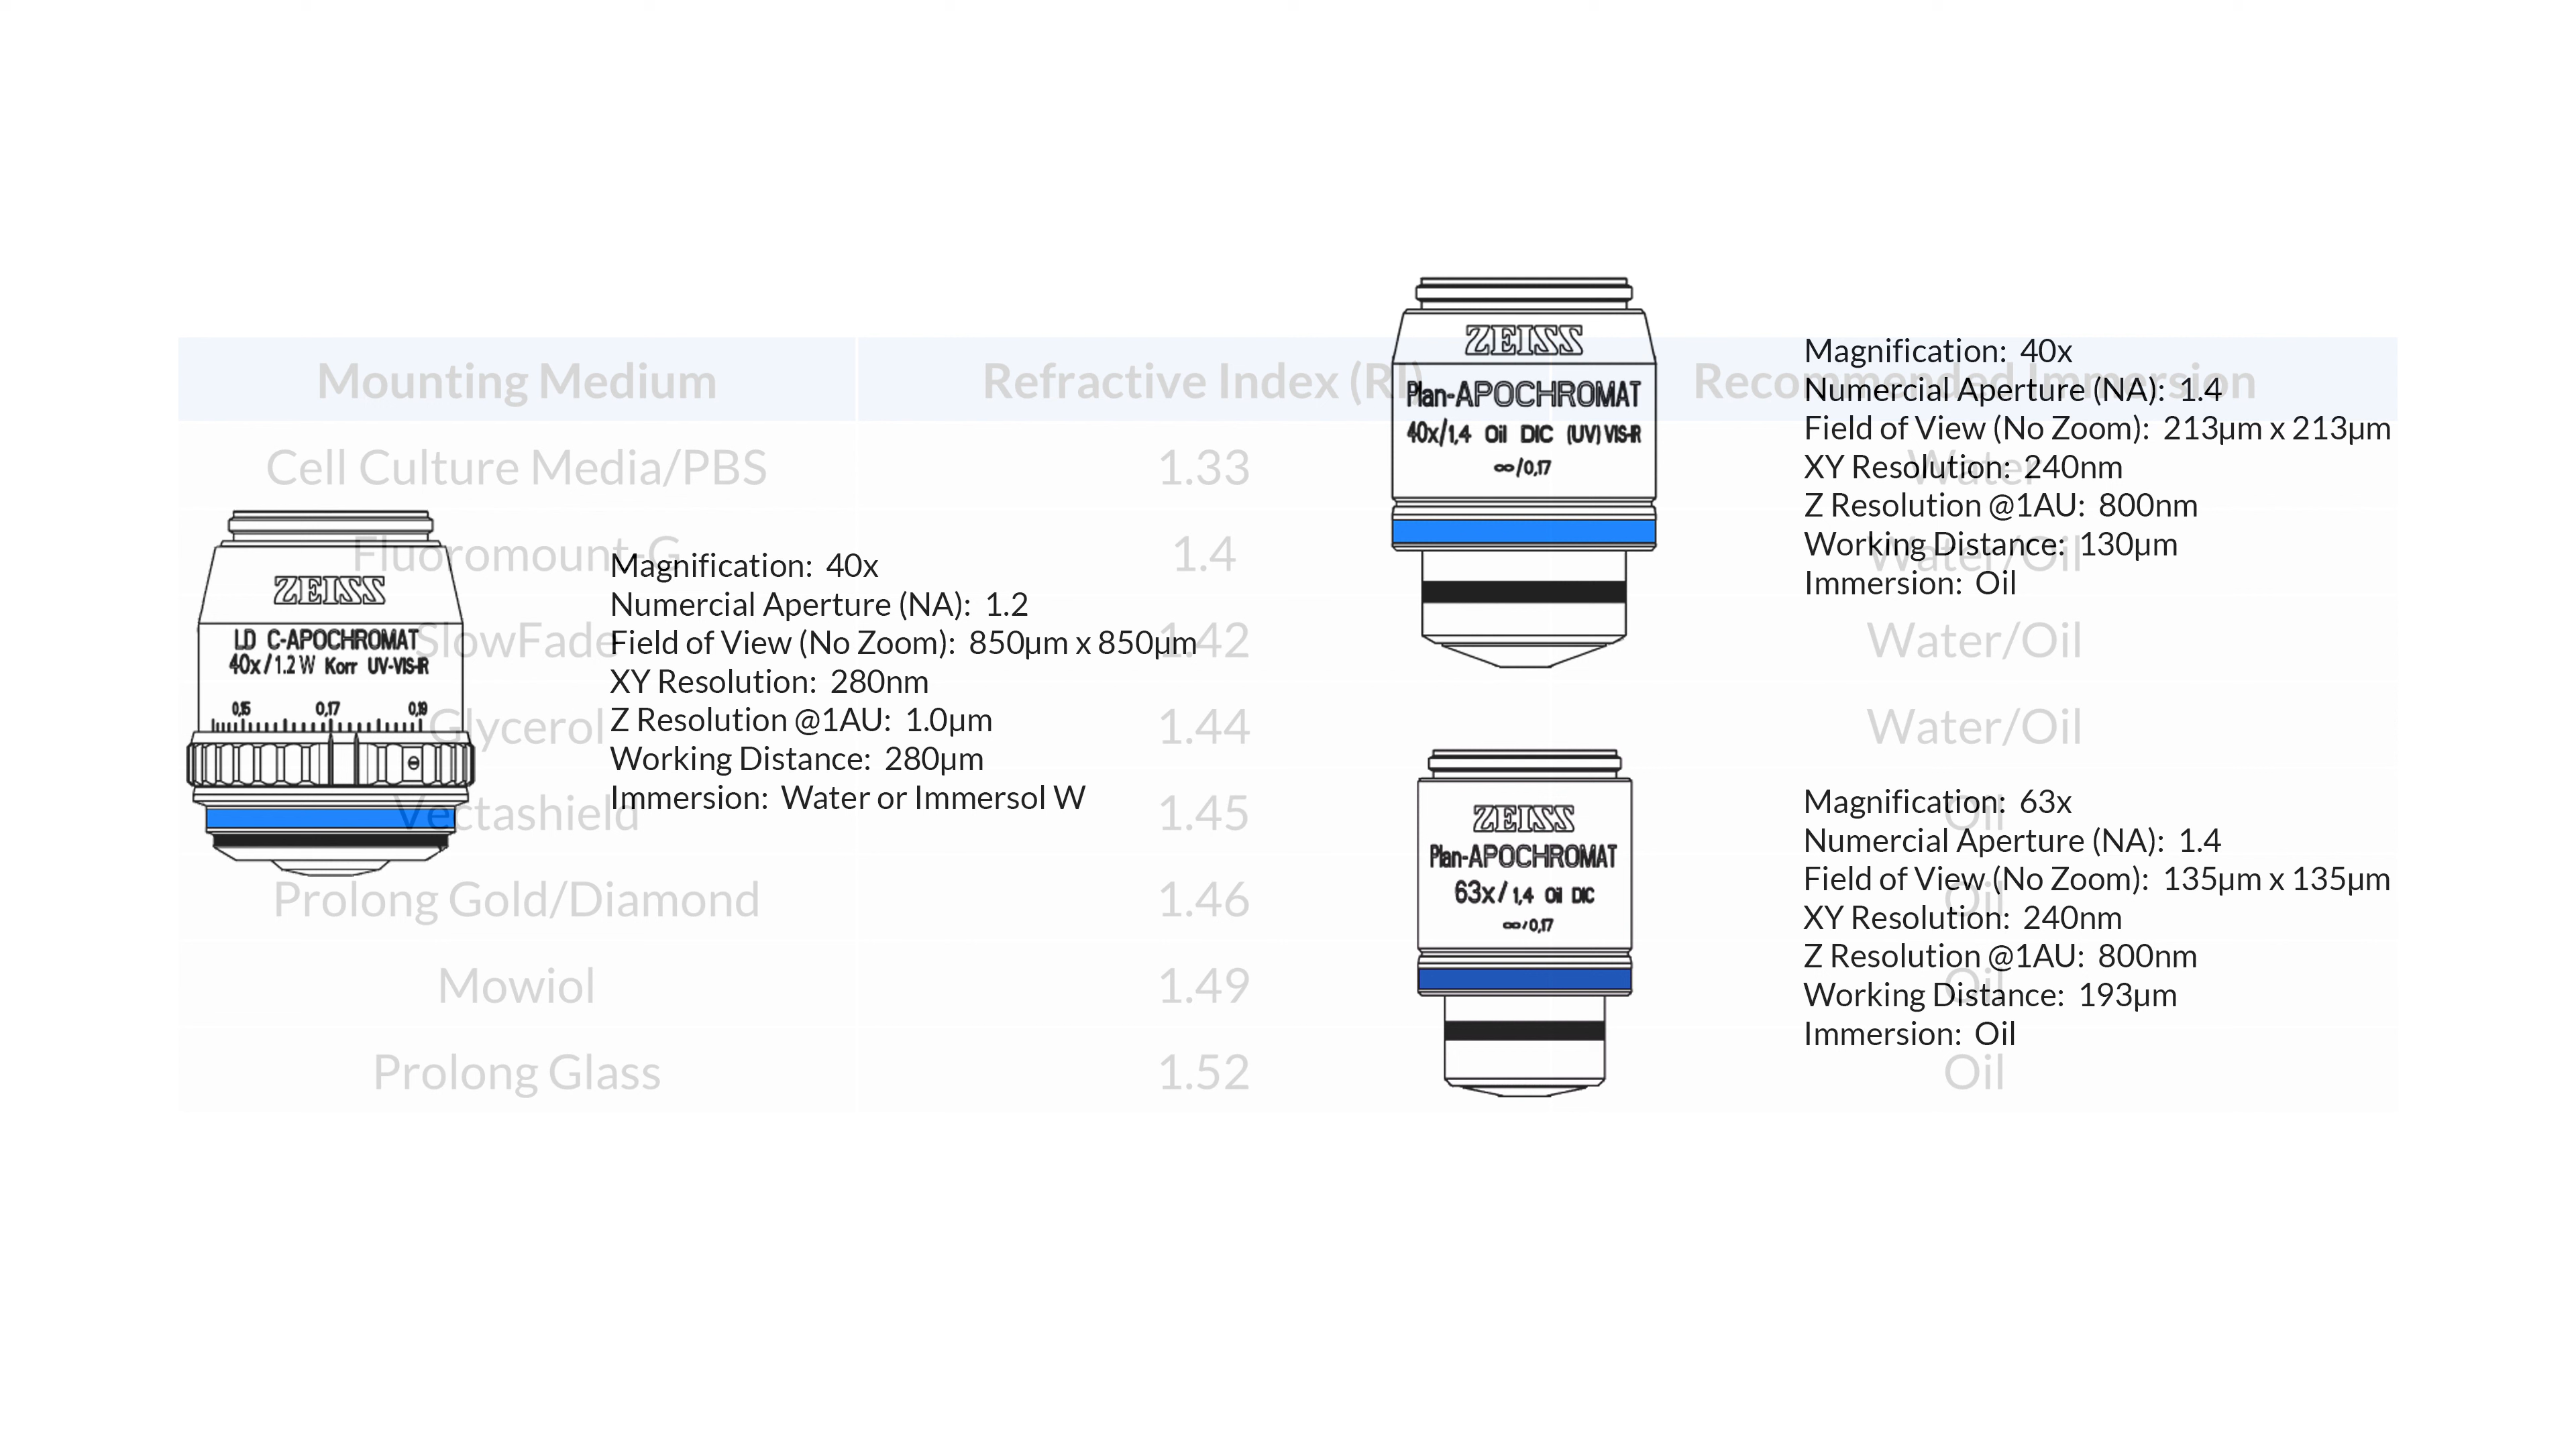 Mounting Medium Refractive Index (RI) Recommended Immersion
Cell Culture Media/PBS 1.33 Water
Fluoromount-G 1.4 Water/Oil
SlowFade 1.42 Water/Oil
Glycerol 1.44 Water/Oil
Vectashield 1.45 Oil
Prolong Gold/Diamond 1.46 Oil
Mowiol 1.49 Oil
Prolong Glass 1.52 Oil
ZEISS
LD C-APOCHROMAT
40x/1.2 W Korr UV-VIS-IR
0,15 0,17 0,19
Magnification: 40x
Numercial Aperture (NA): 1.2
Field of View (No Zoom): 850µm x 850µm
XY Resolution: 280nm
Z Resolution @1AU: 1.0µm
Working Distance: 280µm
Immersion: Water or Immersol W
ZEISS
Plan-APOCHROMAT
40x/1,4 Oil DIC (UV) VIS-IR
∞/0,17
Magnification: 40x
Numercial Aperture (NA): 1.4
Field of View (No Zoom): 213µm x 213µm
XY Resolution: 240nm
Z Resolution @1AU: 800nm
Working Distance: 130µm
Immersion: Oil
ZEISS
Plan-APOCHROMAT
63x/1,4 Oil DIC
∞/0,17
Magnification: 63x
Numercial Aperture (NA): 1.4
Field of View (No Zoom): 135µm x 135µm
XY Resolution: 240nm
Z Resolution @1AU: 800nm
Working Distance: 193µm
Immersion: Oil